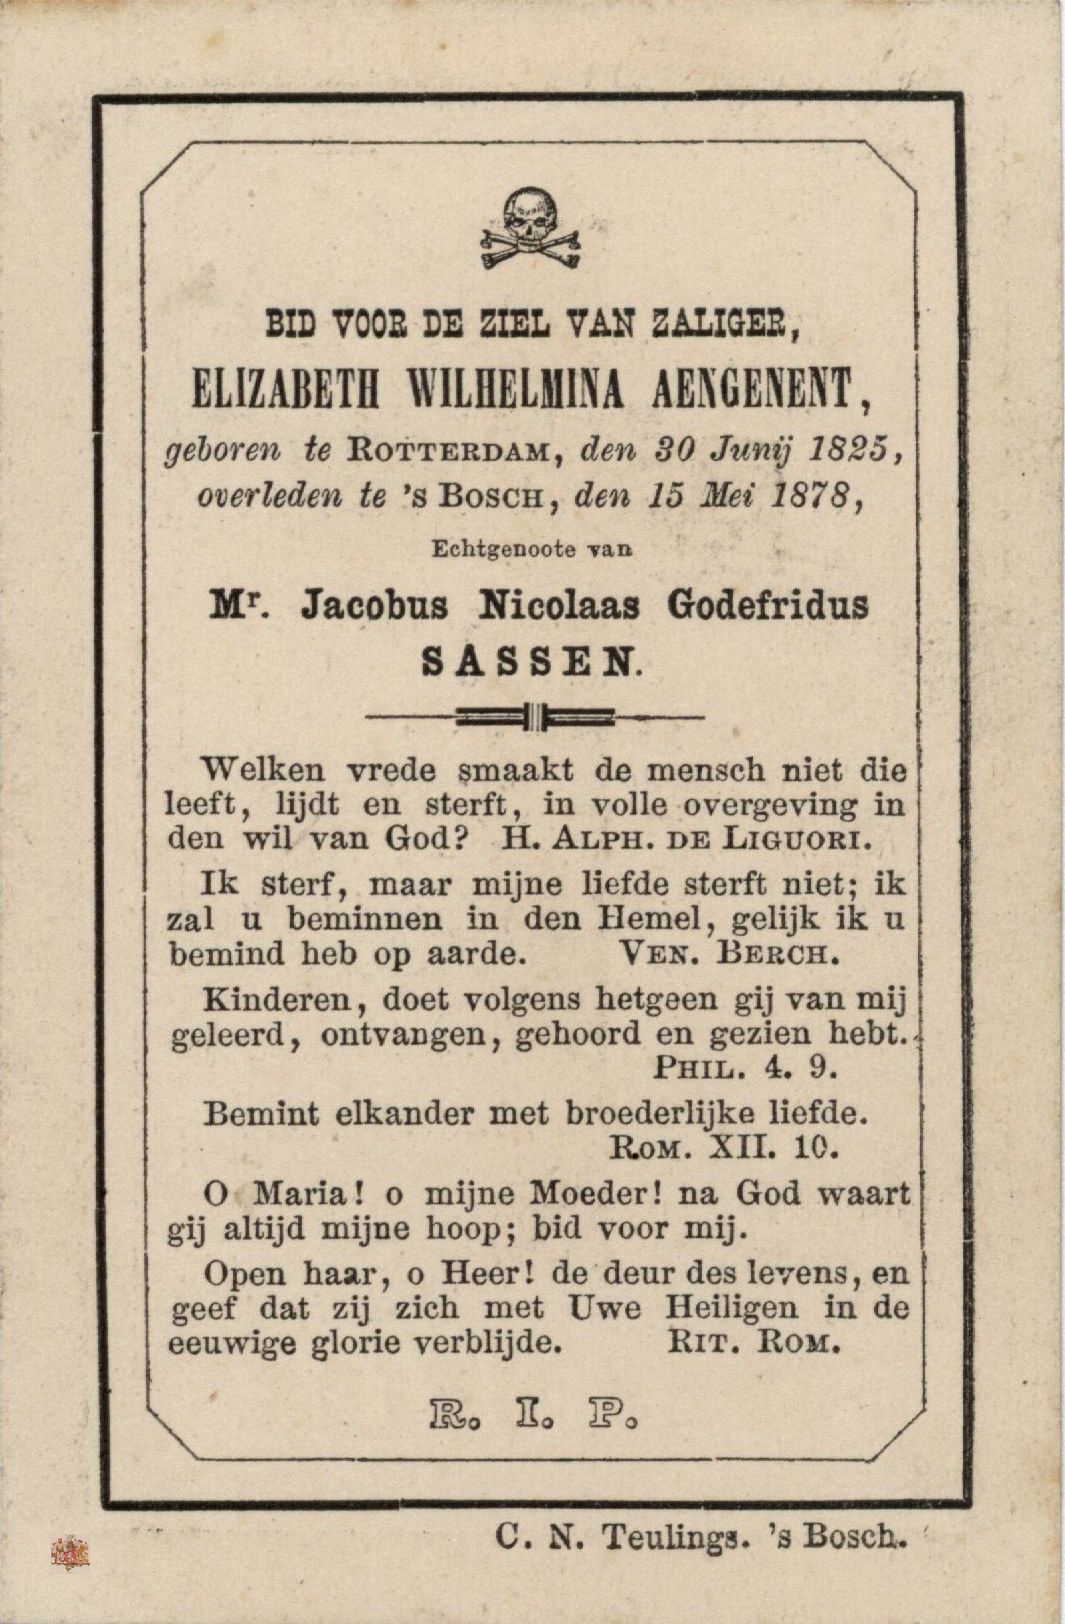 BID VOOR DE ZIEL VAN ZALIGER,
ELIZABETH WILHELMINA AENGENENT,
geboren te ROTTERDAM, den 30 Junij 1825,
overleden te 's BOSCH, den 15 Mei 1878,
Echtgenoote van
Mr. Jacobus Nicolaas Godefridus
SASSEN.
Welken vrede smaakt de mensch niet die
leeft, lijdt en sterft, in volle overgeving in
den wil van God? H. ALPH. DE LIGUORI.
Ik sterf, maar mijne liefde sterft niet; ik
zal u beminnen in den Hemel, gelijk ik u
bemind heb op aarde. VEN. BERCH.
Kinderen, doet volgens hetgeen gij van mij
geleerd, ontvangen, gehoord en gezien hebt.
PHIL. 4. 9.
Bemint elkander met broederlijke liefde.
ROM. XII. 10.
O Maria! o mijne Moeder! na God waart
gij altijd mijne hoop; bid voor mij.
Open haar, o Heer! de deur des levens, en
geef dat zij zich met Uwe Heiligen in de
eeuwige glorie verblijde. RIT. ROM.
R. I. P.
C. N. Teulings. 's Bosch.